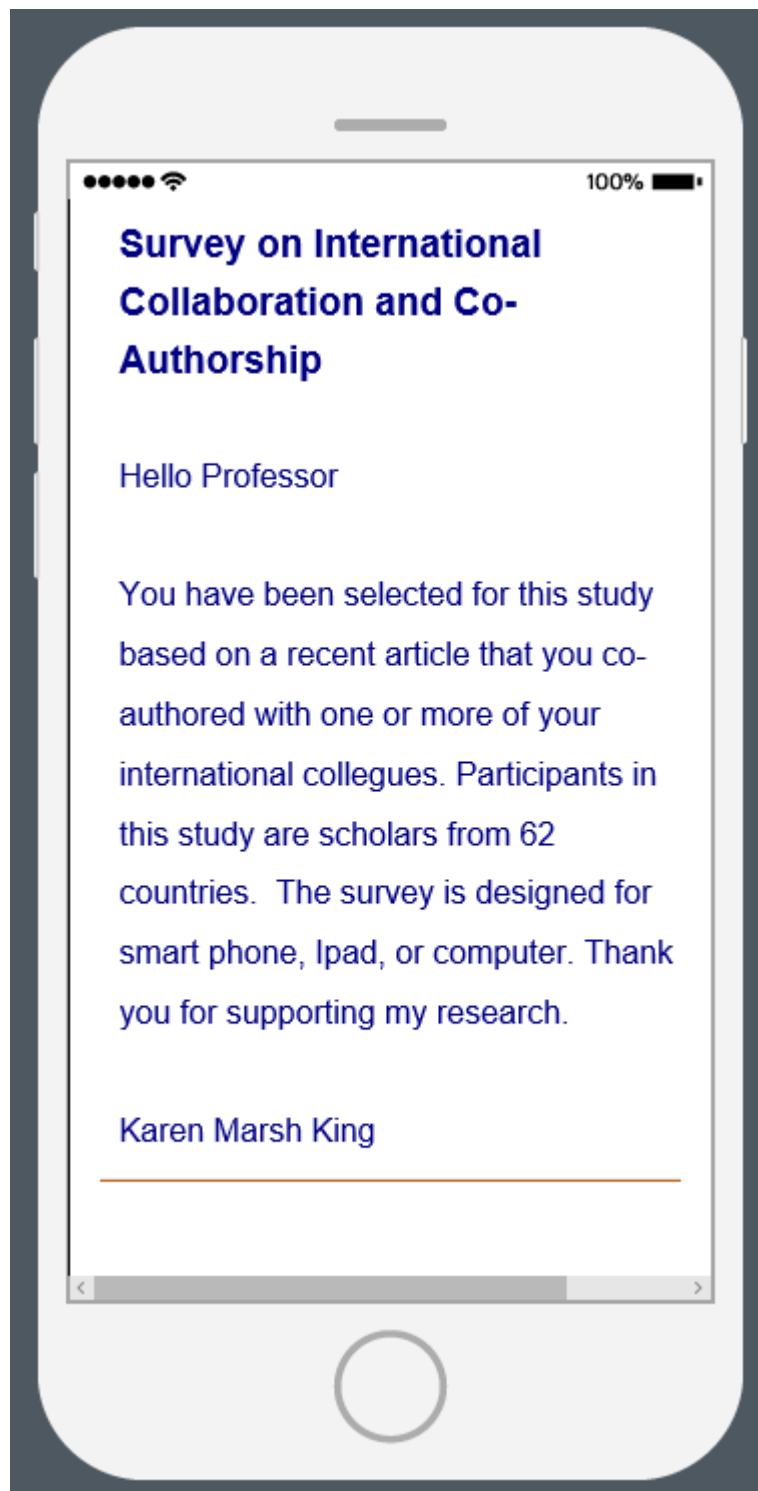 100%
Survey on International
Collaboration and Co-
Authorship
Hello Professor
You have been selected for this study
based on a recent article that you co-
authored with one or more of your
international collegues. Participants in
this study are scholars from 62
countries.  The survey is designed for
smart phone, Ipad, or computer. Thank
you for supporting my research.
Karen Marsh King